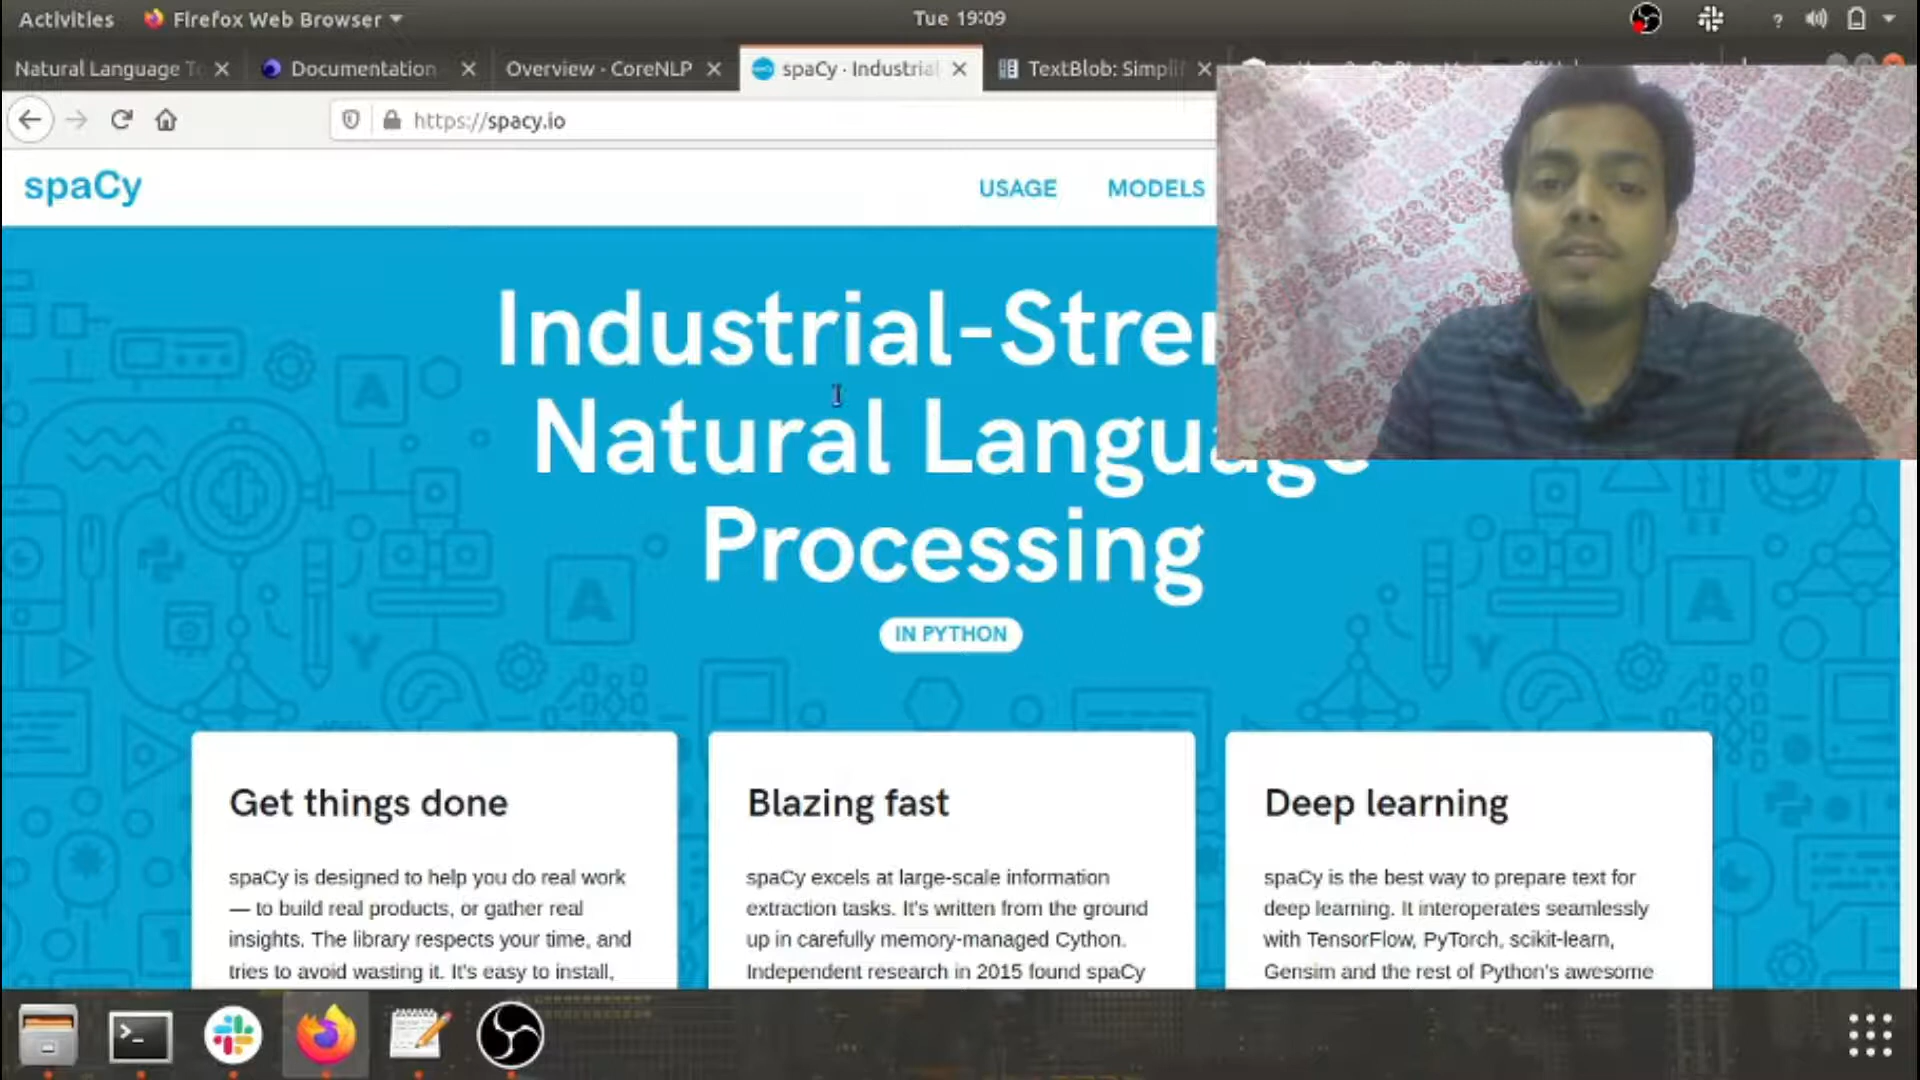 Activities Firefox Web Browser Tue 19:09 ?
Natural Language To Documentation Overview · CoreNLP spaCy · Industrial TextBlob: Simplif
https://spacy.io
spaCy USAGE MODELS
Industrial-Stren
Natural Language
Processing
IN PYTHON
Get things done
spaCy is designed to help you do real work
— to build real products, or gather real
insights. The library respects your time, and
tries to avoid wasting it. It's easy to install,
Blazing fast
spaCy excels at large-scale information
extraction tasks. It's written from the ground
up in carefully memory-managed Cython.
Independent research in 2015 found spaCy
Deep learning
spaCy is the best way to prepare text for
deep learning. It interoperates seamlessly
with TensorFlow, PyTorch, scikit-learn,
Gensim and the rest of Python's awesome